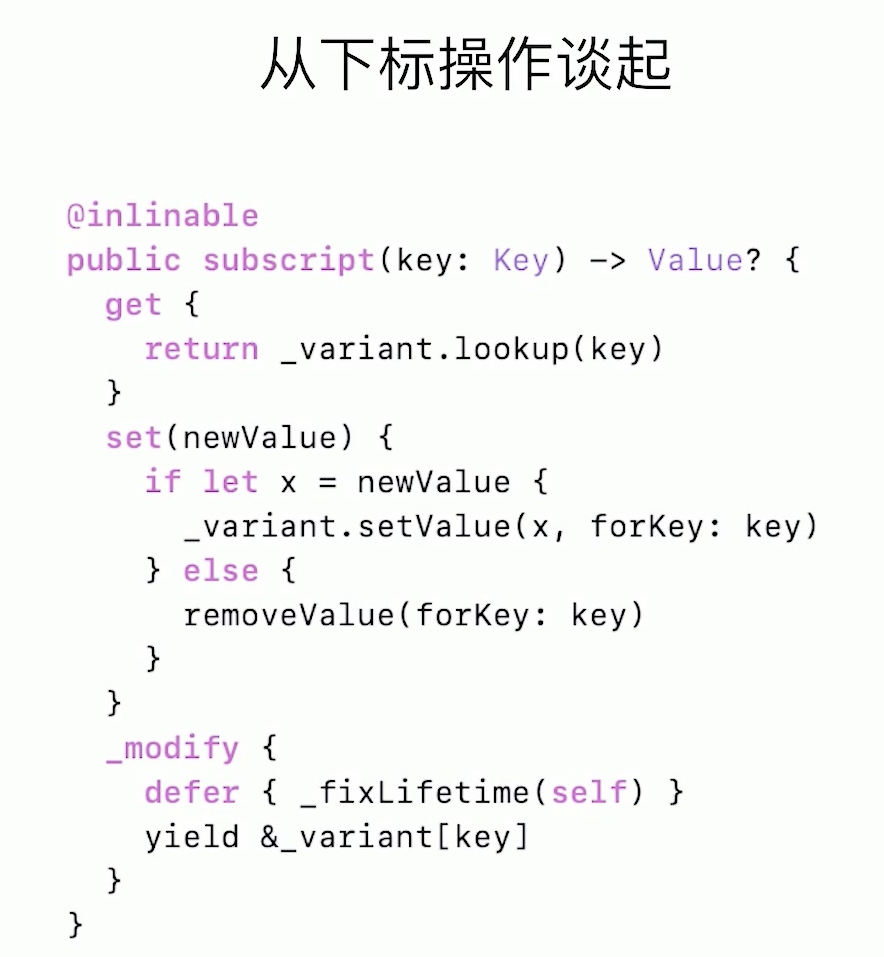 从下标操作谈起
@inlinable
public subscript(key: Key) -> Value? {
  get {
    return _variant.lookup(key)
  }
  set(newValue) {
    if let x = newValue {
      _variant.setValue(x, forKey: key)
    } else {
      removeValue(forKey: key)
    }
  }
  _modify {
    defer { _fixLifetime(self) }
    yield &_variant[key]
  }
}